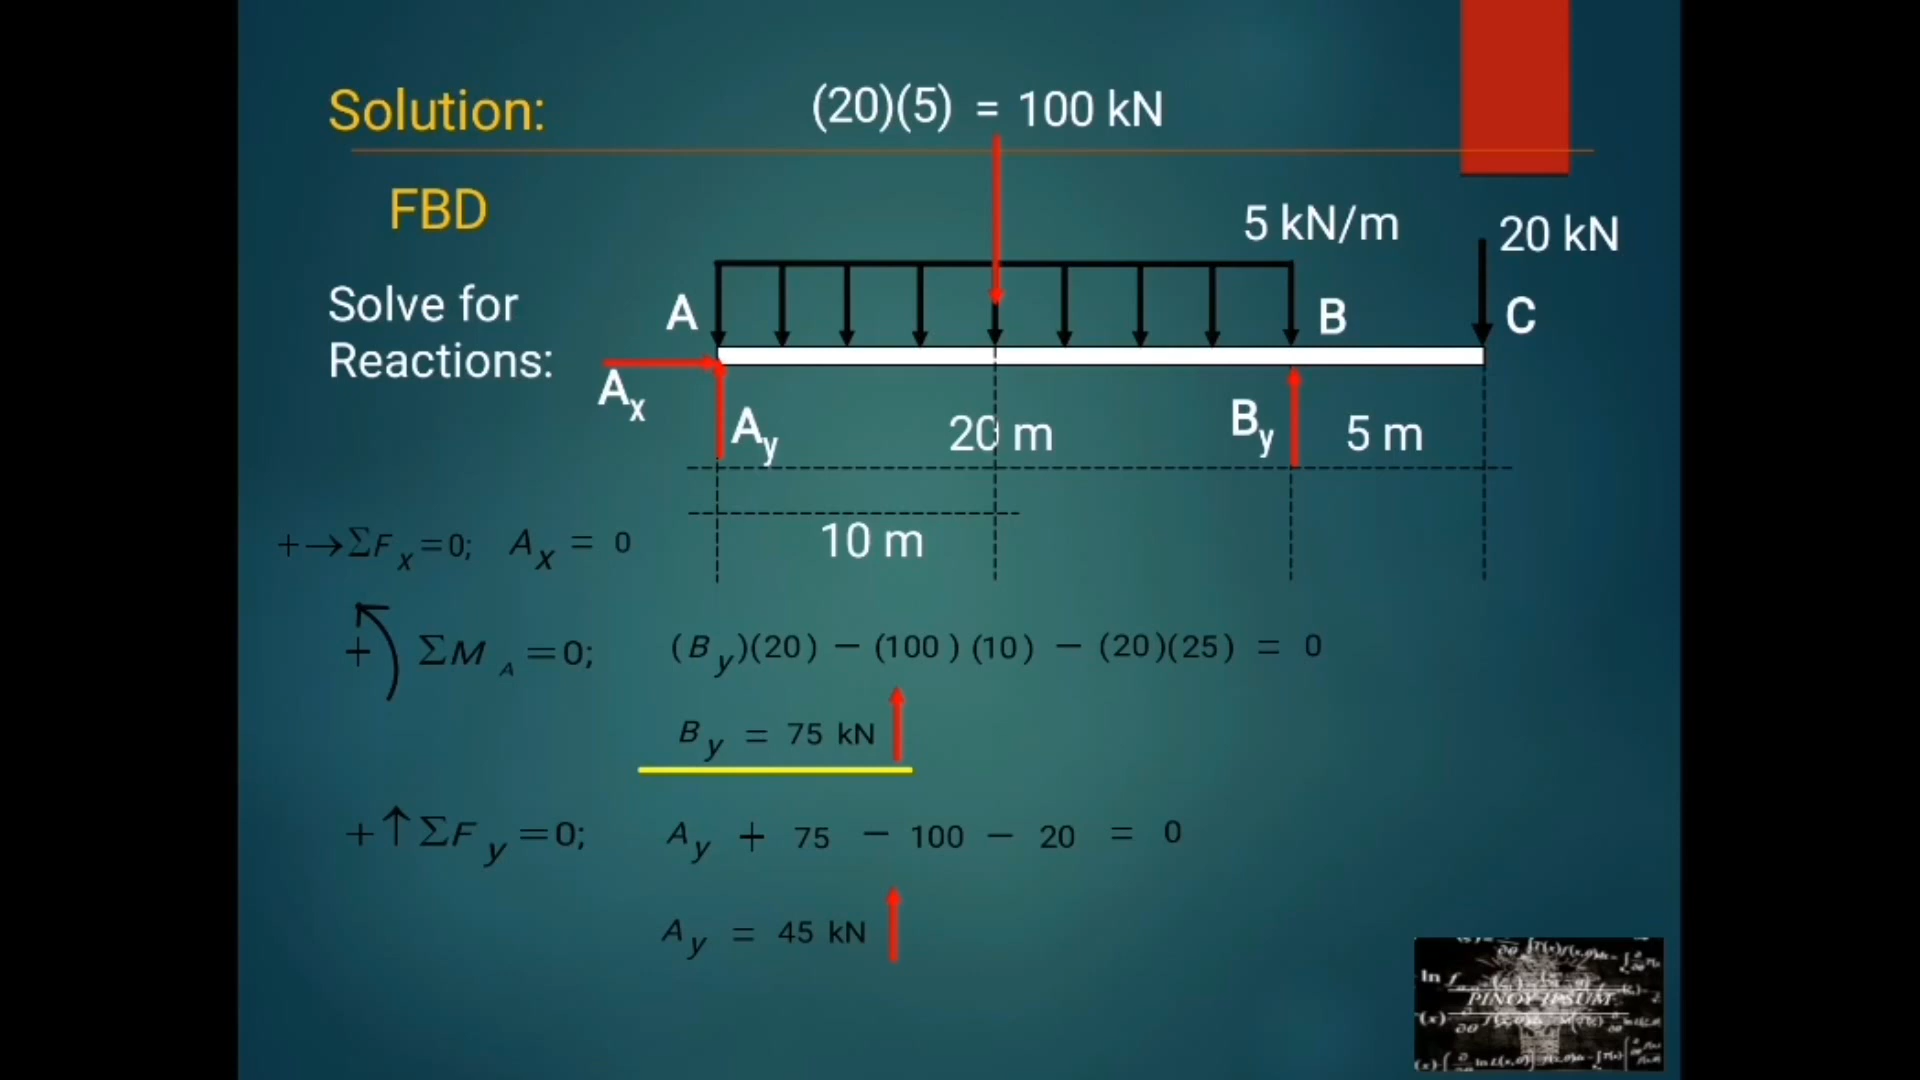 Solution:
(20)(5) = 100 kN
FBD
5 kN/m
20 kN
Solve for
Reactions:
A
B
C
Ax
Ay
20 m
By
5 m
10 m
+→ΣFx=0; Ax = 0
+ ΣMA=0; (By)(20) − (100)(10) − (20)(25) = 0
By = 75 kN
+↑ΣFy=0; Ay + 75 − 100 − 20 = 0
Ay = 45 kN
PINOY IPSUM